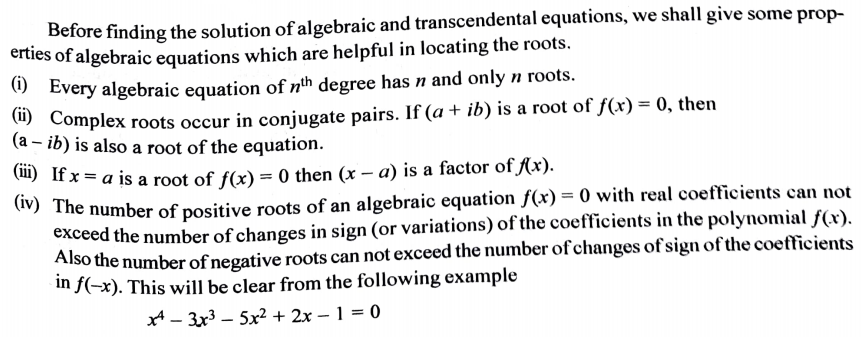 Before finding the solution of algebraic and transcendental equations, we shall give some prop-
erties of algebraic equations which are helpful in locating the roots.
(i) Every algebraic equation of nth degree has n and only n roots.
(ii) Complex roots occur in conjugate pairs. If (a + ib) is a root of f(x) = 0, then
(a – ib) is also a root of the equation.
(iii) If x = a is a root of f(x) = 0 then (x – a) is a factor of f(x).
(iv) The number of positive roots of an algebraic equation f(x) = 0 with real coefficients can not
exceed the number of changes in sign (or variations) of the coefficients in the polynomial f(x).
Also the number of negative roots can not exceed the number of changes of sign of the coefficients
in f(–x). This will be clear from the following example
x⁴ – 3x³ – 5x² + 2x – 1 = 0